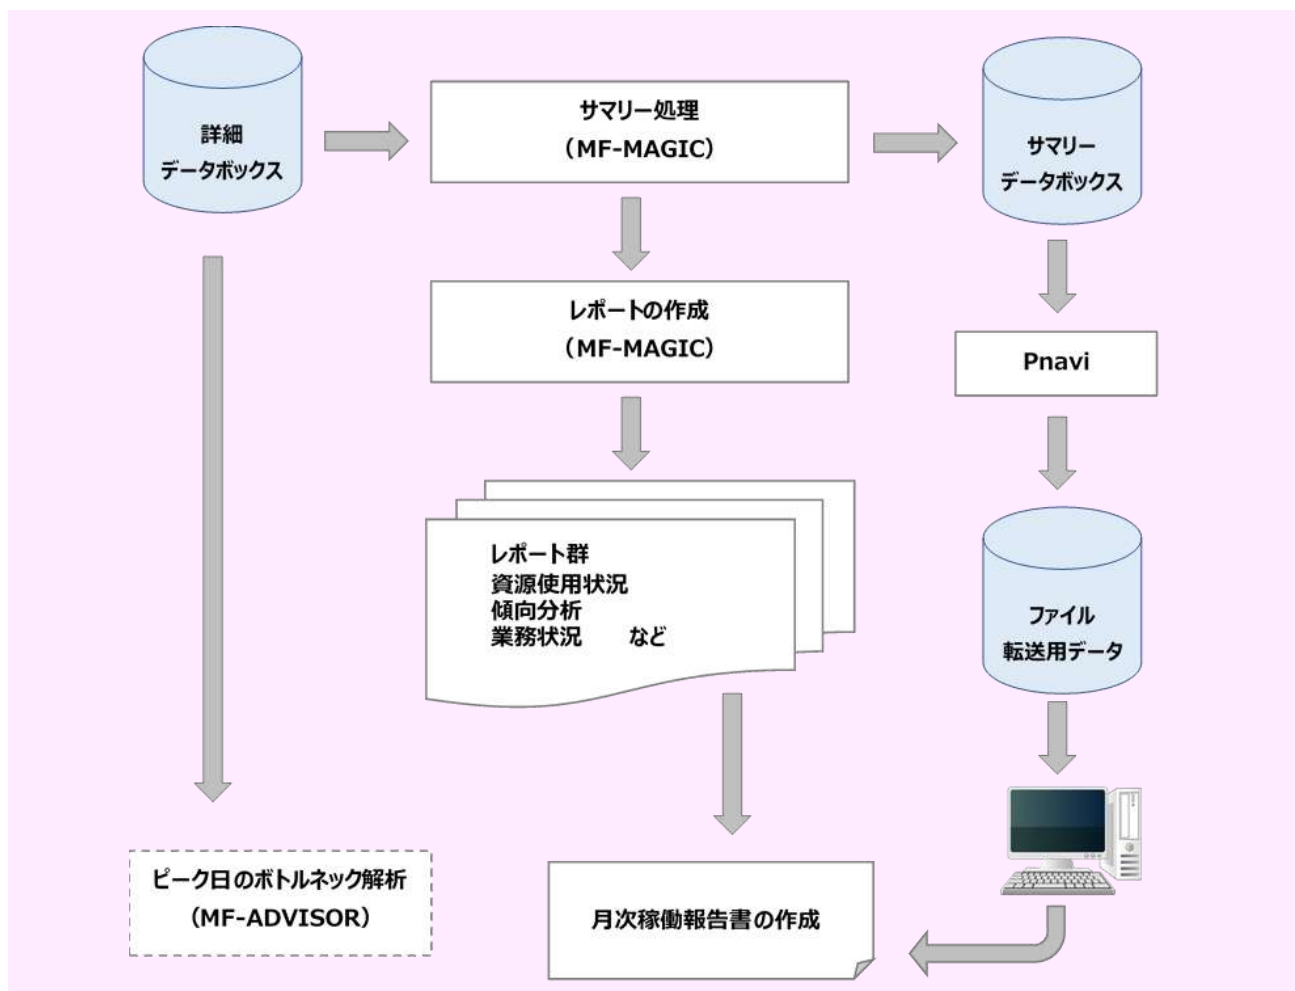 詳細
データボックス
サマリー処理
（MF-MAGIC）
サマリー
データボックス
レポートの作成
（MF-MAGIC）
Pnavi
レポート群
資源使用状況
傾向分析
業務状況　　など
ファイル
転送用データ
ピーク日のボトルネック解析
（MF-ADVISOR）
月次稼働報告書の作成